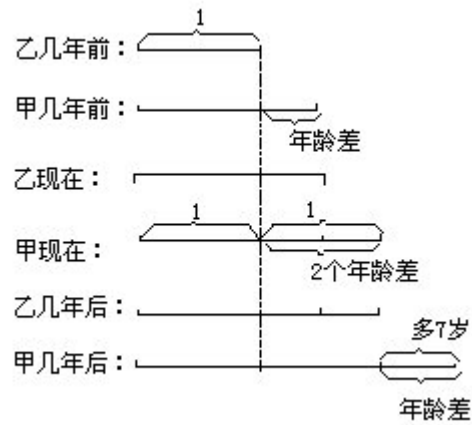 1
乙几年前：
甲几年前：
年龄差
乙现在：
1 1
甲现在：
2个年龄差
乙几年后：
多7岁
甲几年后：
年龄差